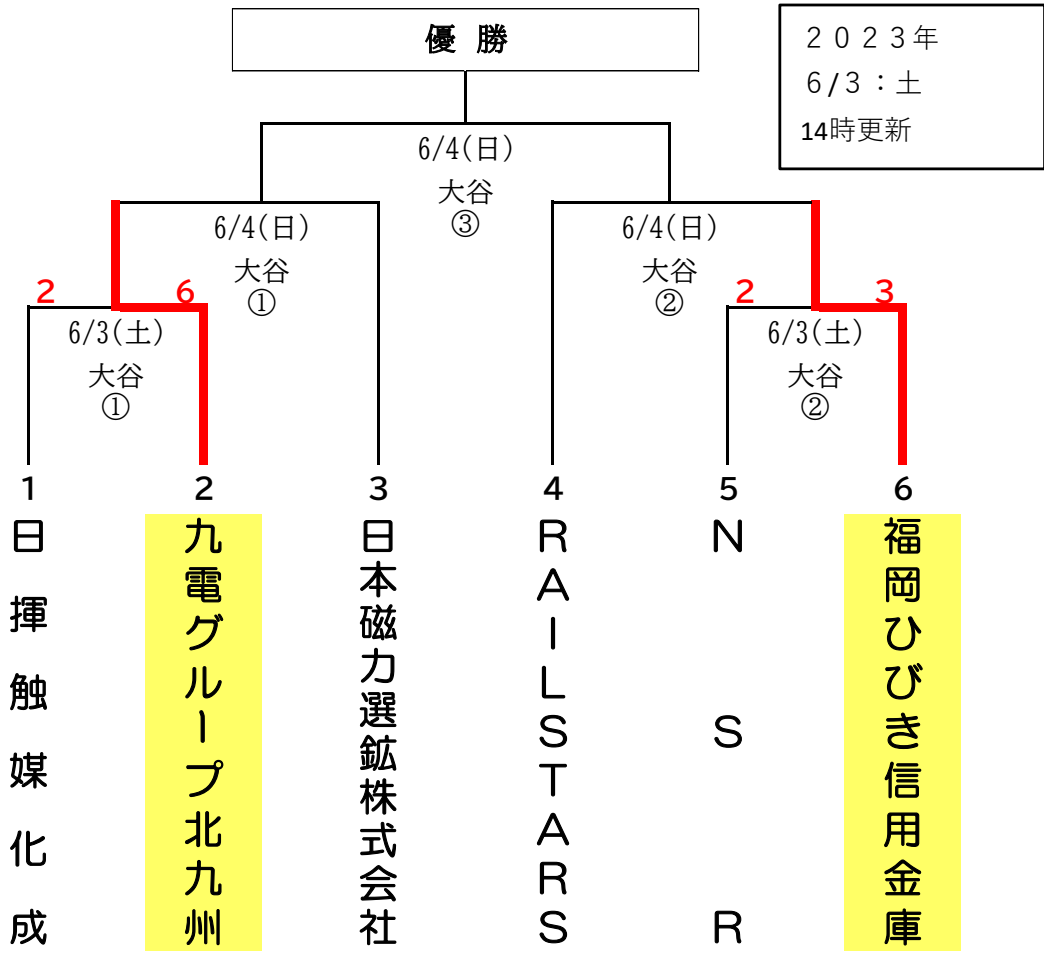 優 勝
２０２３年
6/3：土
14時更新
6/4(日)
大谷
③
6/4(日)
大谷
①
6/4(日)
大谷
②
2
6
2
3
6/3(土)
大谷
①
6/3(土)
大谷
②
1
2
3
4
5
6
日揮触媒化成
九電グループ北九州
日本磁力選鉱株式会社
ＲＡＩＬＳＴＡＲＳ
ＮＳＲ
福岡ひびき信用金庫